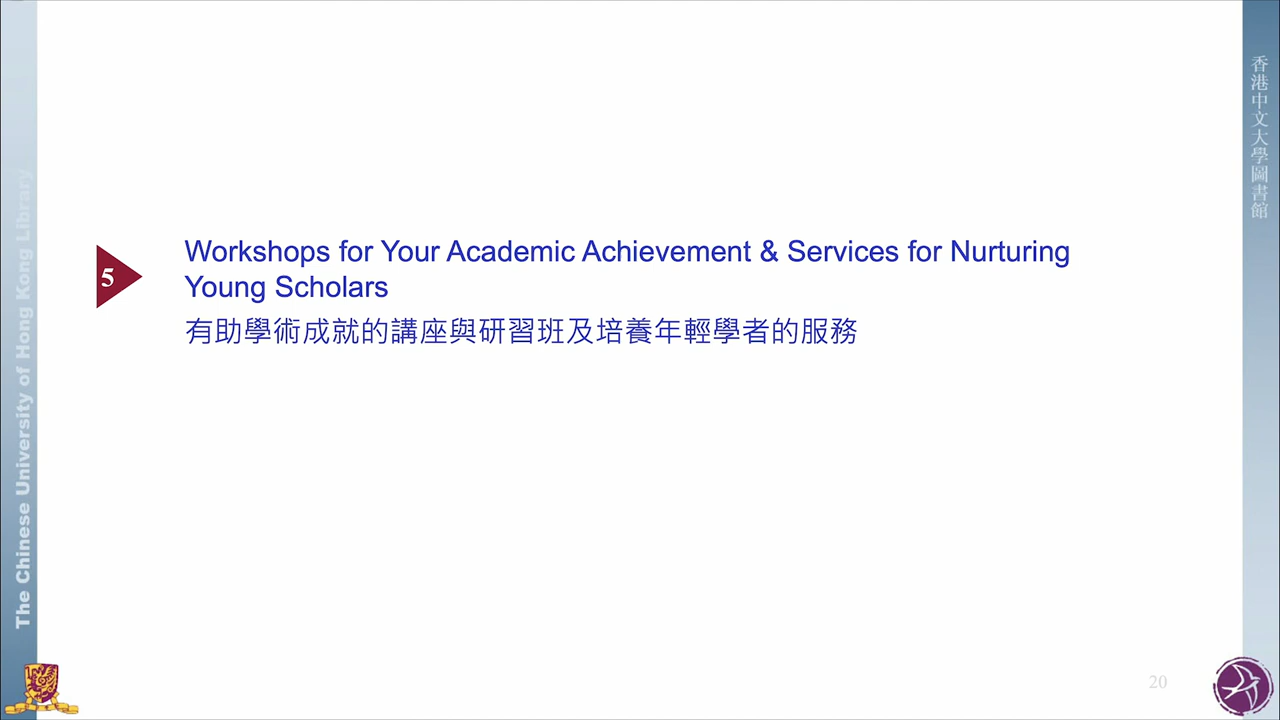 The Chinese University of Hong Kong Library
5
Workshops for Your Academic Achievement & Services for Nurturing
Young Scholars
有助學術成就的講座與研習班及培養年輕學者的服務
香港中文大學圖書館
20